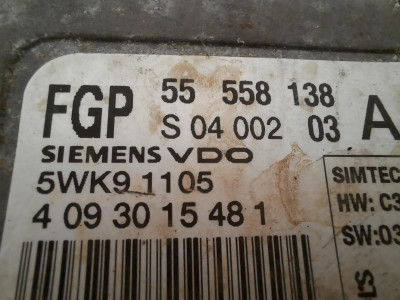 FGP 55 558 138
S 04 002 03 A
SIEMENS VDO
5WK9 1105
4 09 30 15 48 1
SIMTEC
HW: C3
SW:03